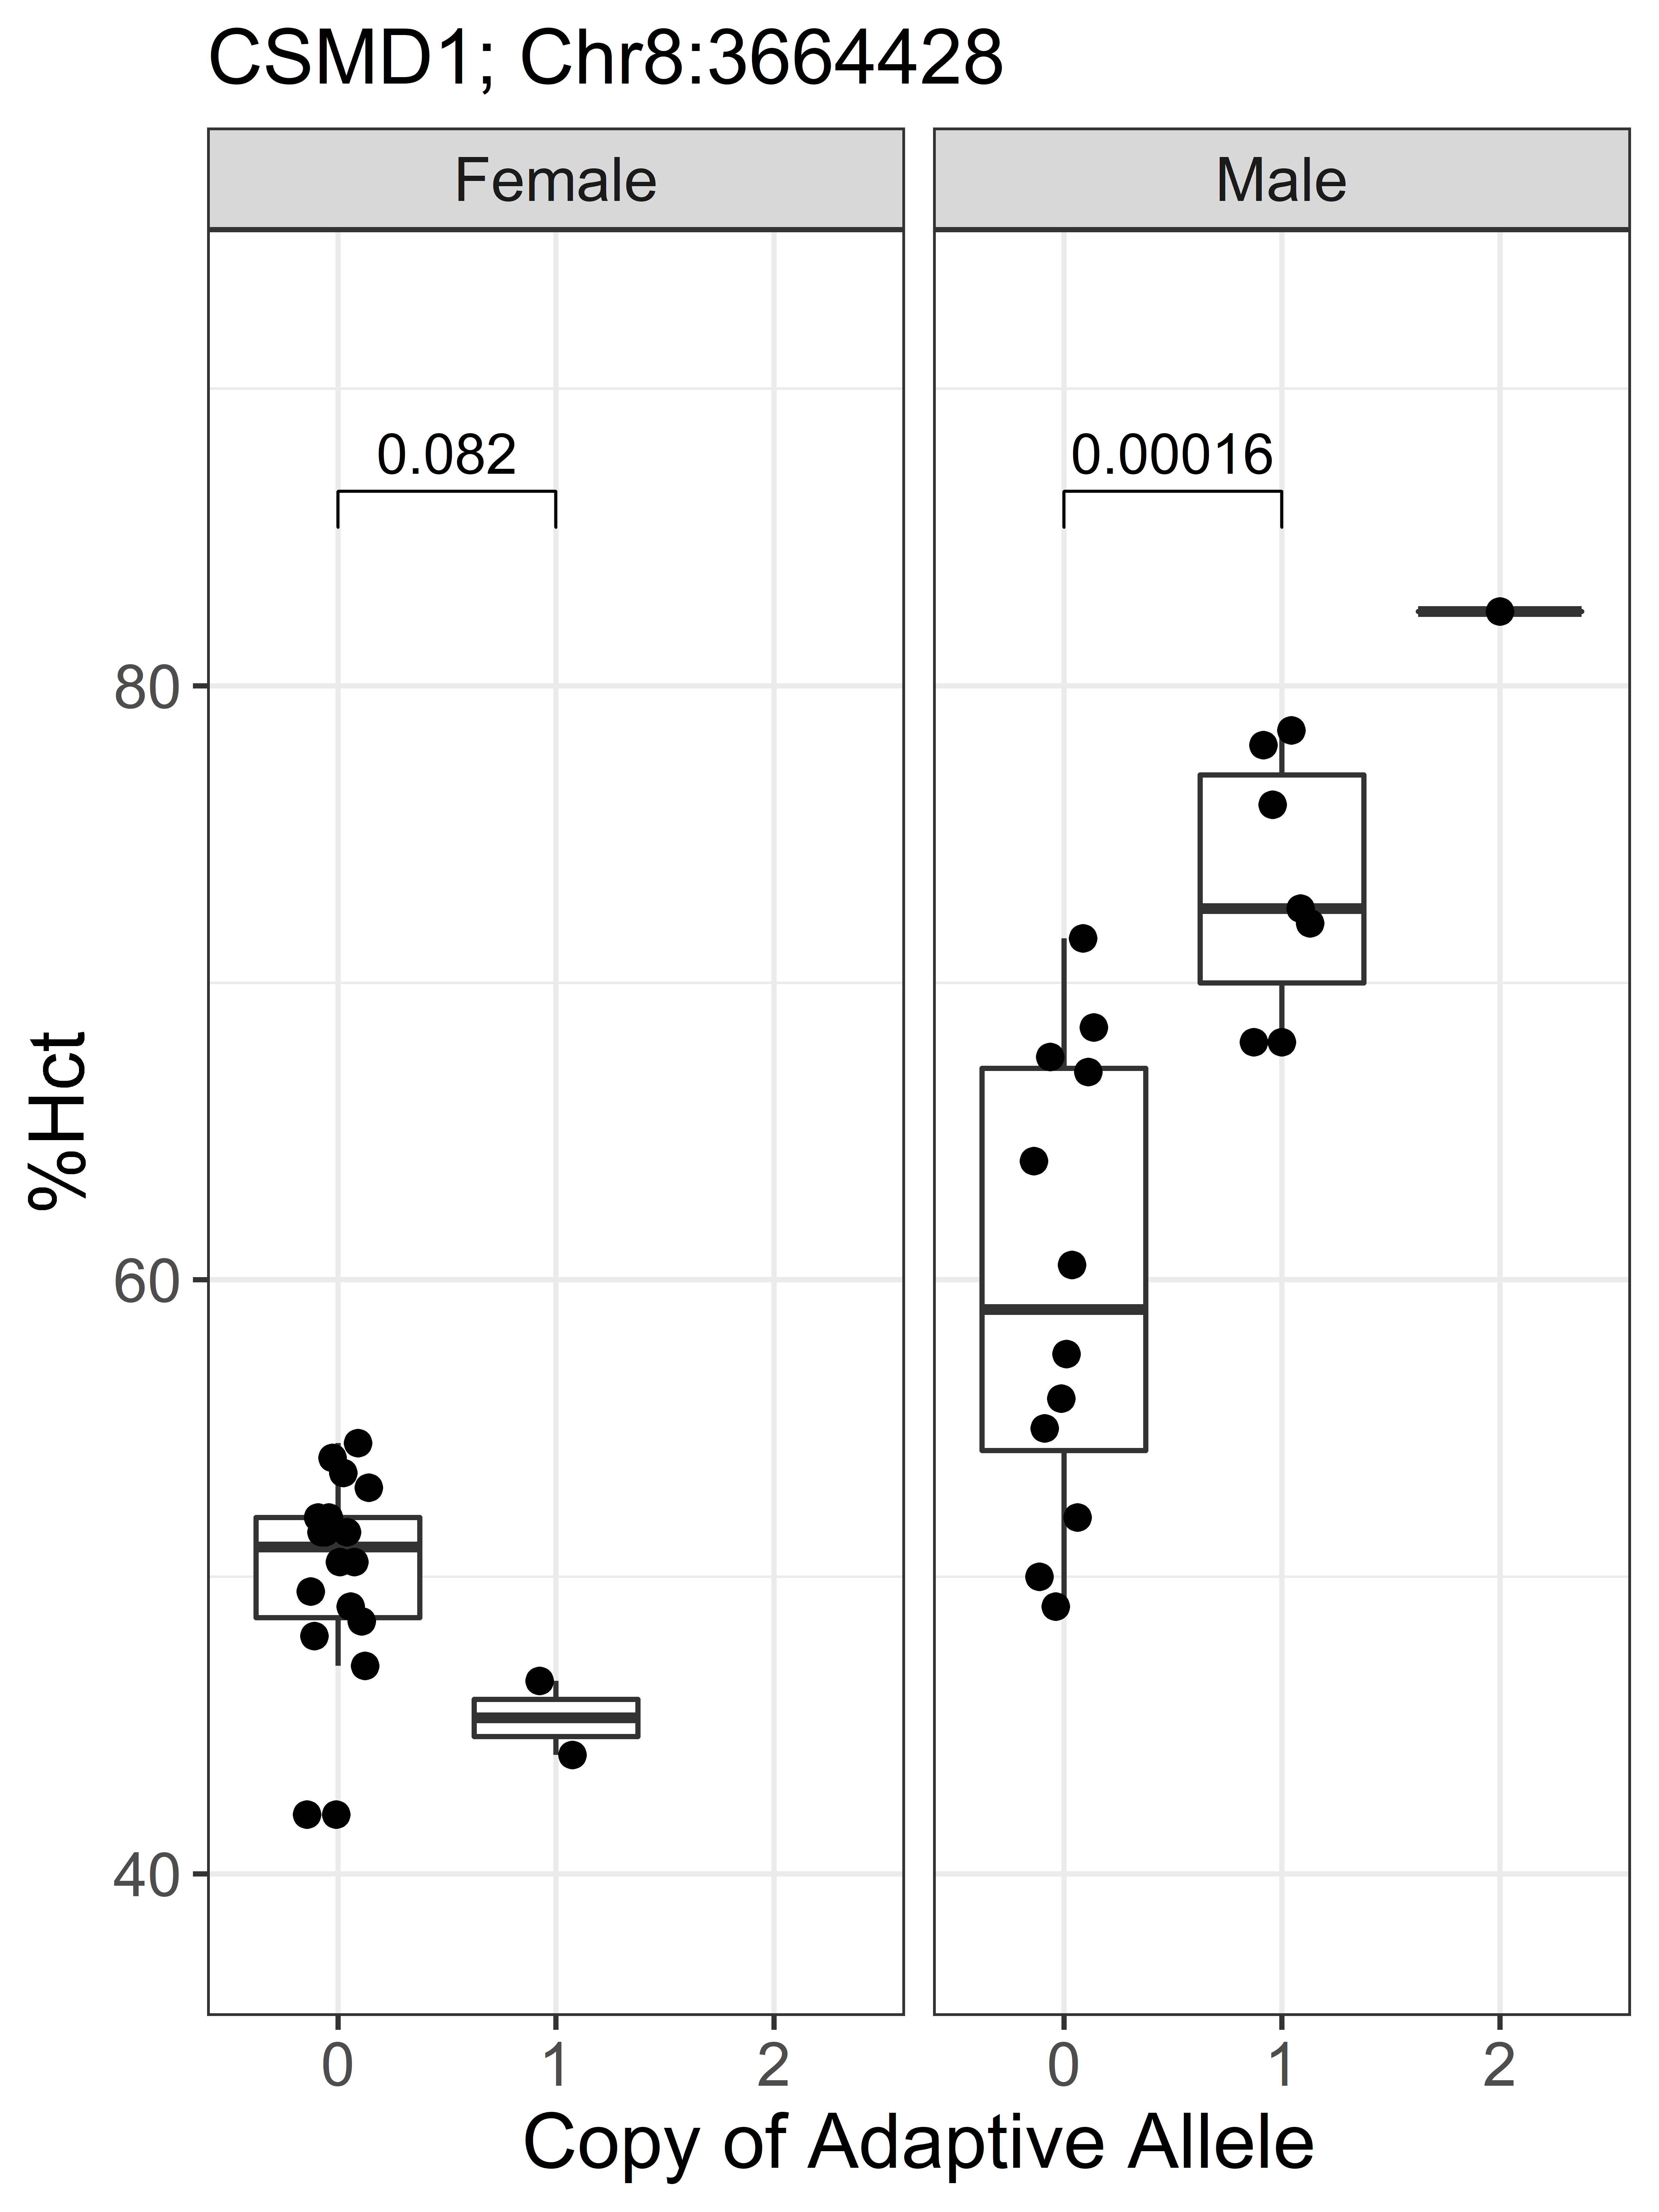 CSMD1; Chr8:3664428
Female
Male
0.082
0.00016
80
60
40
%Hct
0 1 2
0 1 2
Copy of Adaptive Allele